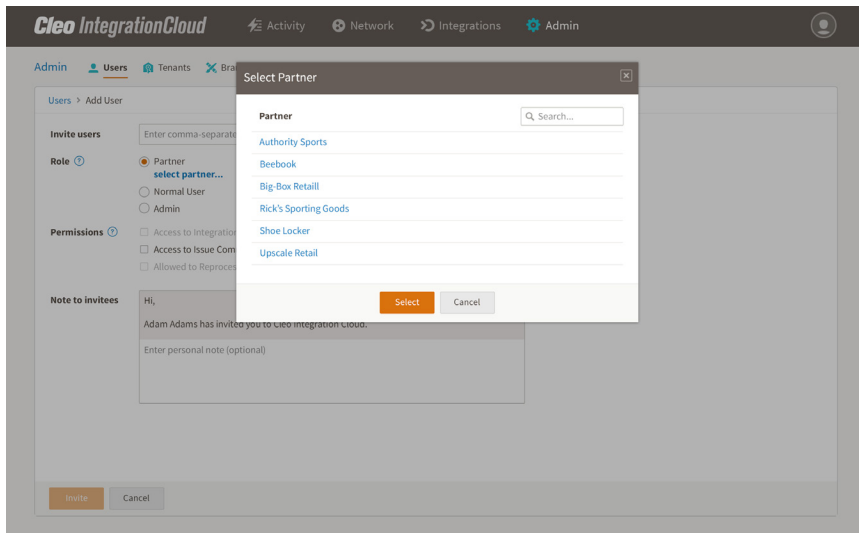 Cleo IntegrationCloud
Activity
Network
Integrations
Admin
Admin
Users
Tenants
Select Partner
Users > Add User
Partner
Search...
Invite users
Enter comma-separate
Authority Sports
Role ?
Partner
select partner...
Beebook
Normal User
Big-Box Retaill
Admin
Rick's Sporting Goods
Permissions ?
Access to Integration
Shoe Locker
Access to Issue Com
Upscale Retail
Allowed to Reproces
Note to invitees
Hi,
Select
Cancel
Adam Adams has invited you to Cleo Integration Cloud.
Enter personal note (optional)
Invite
Cancel